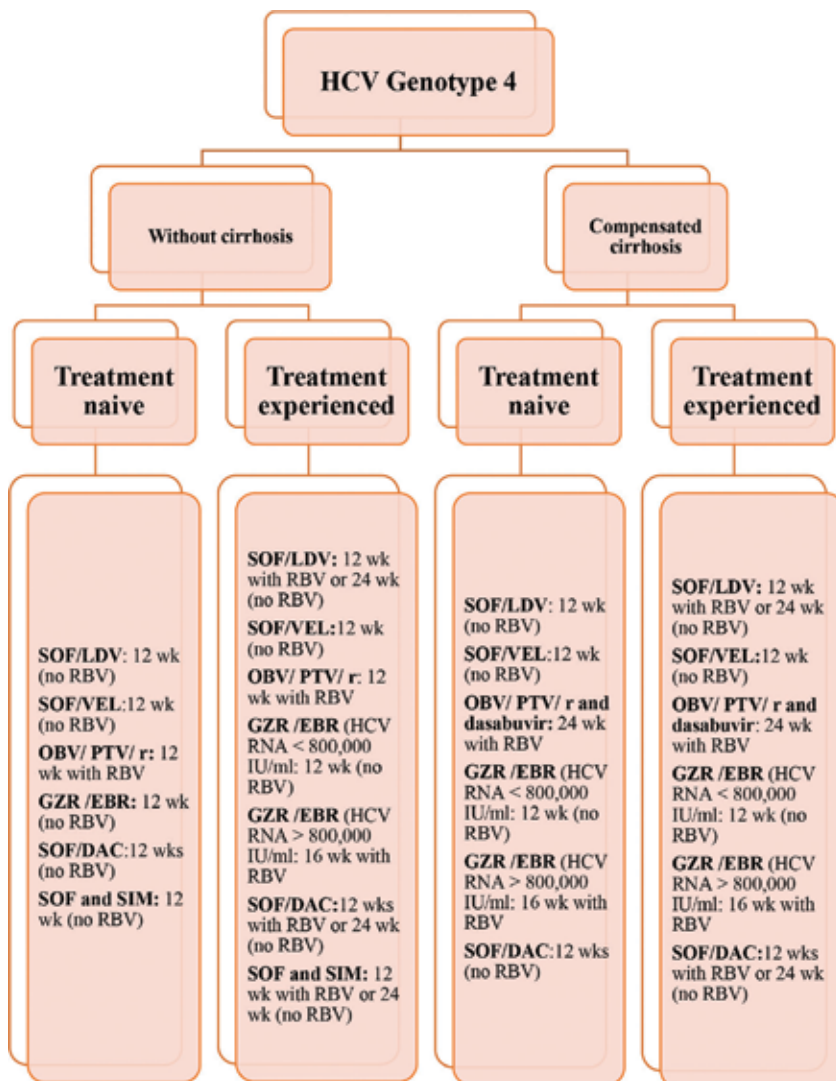 HCV Genotype 4
Without cirrhosis
Compensated
cirrhosis
Treatment
naive
Treatment
experienced
Treatment
naive
Treatment
experienced
SOF/LDV: 12 wk
(no RBV)
SOF/VEL:12 wk
(no RBV)
OBV/ PTV/ r: 12
wk with RBV
GZR /EBR: 12 wk
(no RBV)
SOF/DAC:12 wks
(no RBV)
SOF and SIM: 12
wk (no RBV)
SOF/LDV: 12 wk
with RBV or 24 wk
(no RBV)
SOF/VEL:12 wk
(no RBV)
OBV/ PTV/ r: 12
wk with RBV
GZR /EBR (HCV
RNA < 800,000
IU/ml: 12 wk (no
RBV)
GZR /EBR (HCV
RNA > 800,000
IU/ml: 16 wk with
RBV
SOF/DAC:12 wks
with RBV or 24 wk
(no RBV)
SOF and SIM: 12
wk with RBV or 24
wk (no RBV)
SOF/LDV: 12 wk
(no RBV)
SOF/VEL:12 wk
(no RBV)
OBV/ PTV/ r and
dasabuvir: 24 wk
with RBV
GZR /EBR (HCV
RNA < 800,000
IU/ml: 12 wk (no
RBV)
GZR /EBR (HCV
RNA > 800,000
IU/ml: 16 wk with
RBV
SOF/DAC:12 wks
(no RBV)
SOF/LDV: 12 wk
with RBV or 24 wk
(no RBV)
SOF/VEL:12 wk
(no RBV)
OBV/ PTV/ r and
dasabuvir: 24 wk
with RBV
GZR /EBR (HCV
RNA < 800,000
IU/ml: 12 wk (no
RBV)
GZR /EBR (HCV
RNA > 800,000
IU/ml: 16 wk with
RBV
SOF/DAC:12 wks
with RBV or 24 wk
(no RBV)